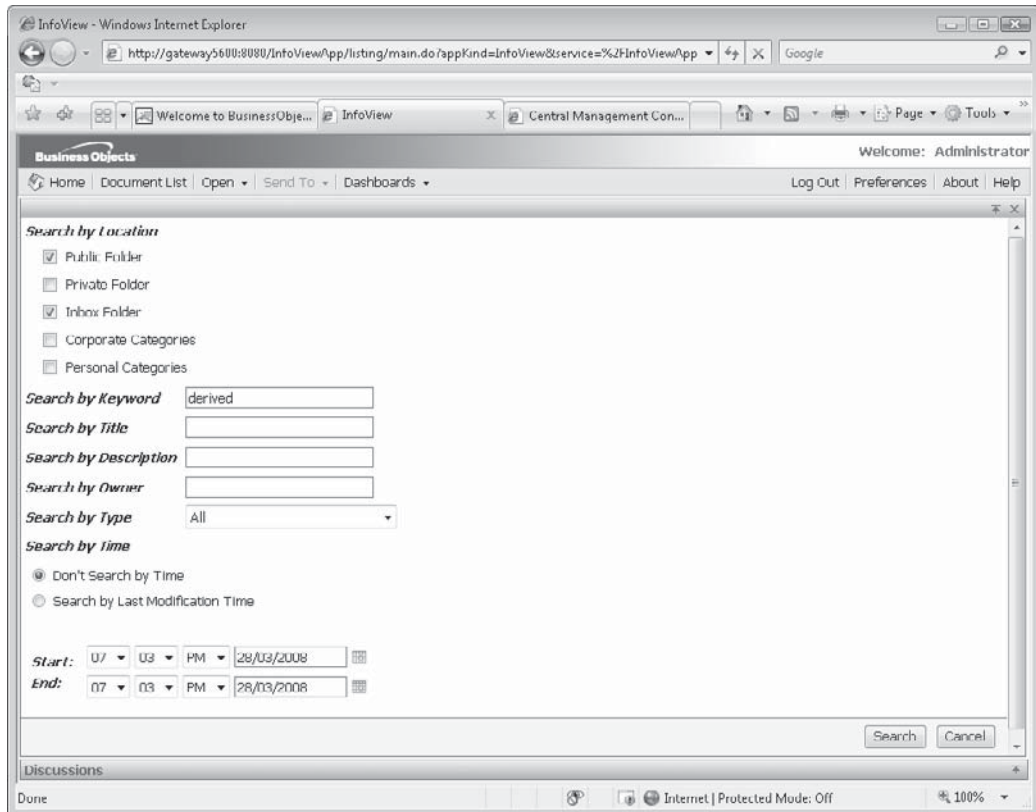 InfoView - Windows Internet Explorer
http://gateway5600:8080/InfoViewApp/listing/main.do?appKind=InfoView&service=%2FInfoViewApp
Google
Welcome to BusinessObje...
InfoView
Central Management Con...
Page
Tools
Business Objects
Welcome: Administrator
Home Document List Open Send To Dashboards Log Out Preferences About Help
Search by Location
Public Folder
Private Folder
Inbox Folder
Corporate Categories
Personal Categories
Search by Keyword derived
Search by Title
Search by Description
Search by Owner
Search by Type All
Search by Time
Don't Search by Time
Search by Last Modification Time
Start: 07 03 PM 28/03/2008
End: 07 03 PM 28/03/2008
Search Cancel
Discussions
Done Internet | Protected Mode: Off 100%